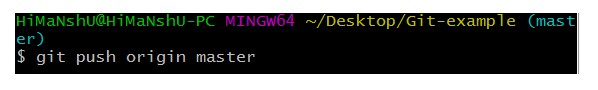 HiMaNshU@HiMaNshU-PC MINGW64 ~/Desktop/Git-example (mast
er)
$ git push origin master